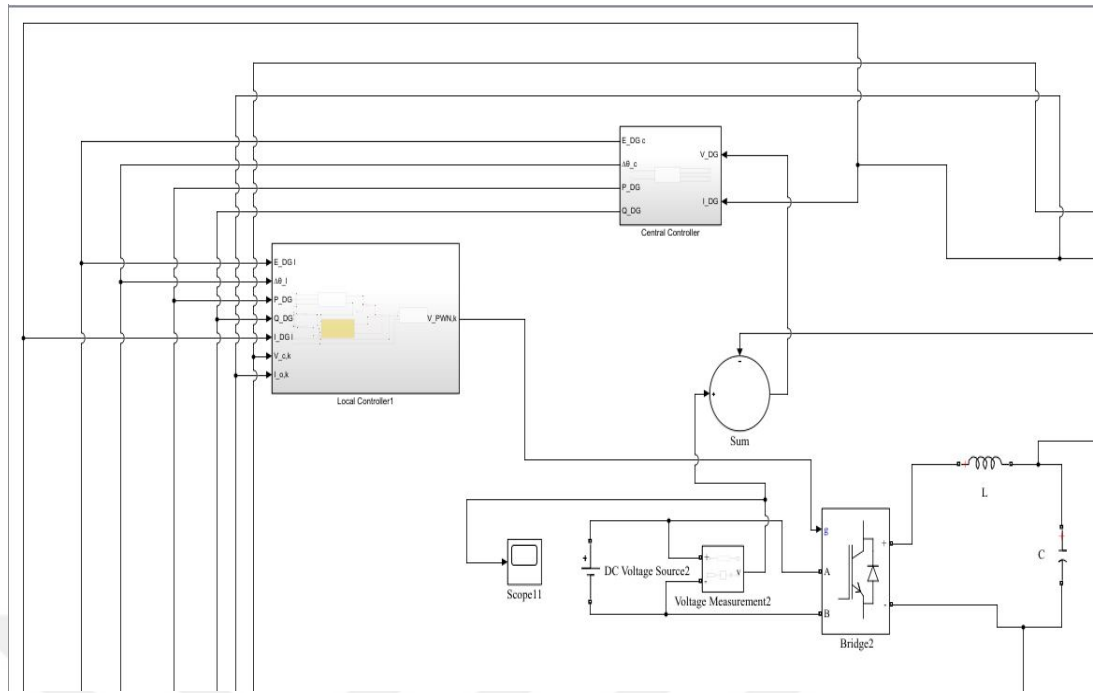 E_DG c
Δθ_c
P_DG
Q_DG
V_DG
I_DG
Central Controller
E_DG l
Δθ_l
P_DG
Q_DG
I_DG l
V_c,k
I_o,k
V_PWN,k
Local Controller1
-
+
Sum
L
C
+
Scope11
+
DC Voltage Source2
+
-
v
Voltage Measurement2
g
A
B
+
-
Bridge2